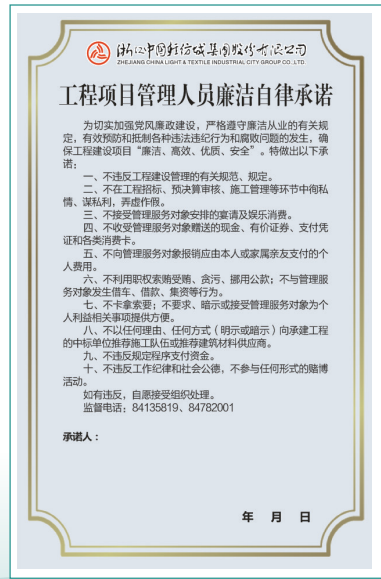 浙江中国轻纺城集团股份有限公司
ZHEJIANG CHINA LIGHT & TEXTILE INDUSTRIAL CITY GROUP CO., LTD.
工程项目管理人员廉洁自律承诺
为切实加强党风廉政建设，严格遵守廉洁从业的有关规
定，有效预防和抵制各种违法违纪行为和腐败问题的发生，确
保工程建设项目“廉洁、高效、优质、安全”。特做出以下承
诺：
一、不违反工程建设管理的有关规范、规定。
二、不在工程招标、预决算审核、施工管理等环节中徇私
情、谋私利，弄虚作假。
三、不接受管理服务对象安排的宴请及娱乐消费。
四、不收受管理服务对象赠送的现金、有价证券、支付凭
证和各类消费卡。
五、不向管理服务对象报销应由本人或家属亲友支付的个
人费用。
六、不利用职权索贿受贿、贪污、挪用公款；不与管理服
务对象发生借车、借款、集资等行为。
七、不卡拿索要；不要求、暗示或接受管理服务对象为个
人利益相关事项提供方便。
八、不以任何理由、任何方式（明示或暗示）向承建工程
的中标单位推荐施工队伍或推荐建筑材料供应商。
九、不违反规定程序支付资金。
十、不违反工作纪律和社会公德，不参与任何形式的赌博
活动。
如有违反，自愿接受组织处理。
监督电话：84135819、84782001
承诺人：
年 月 日